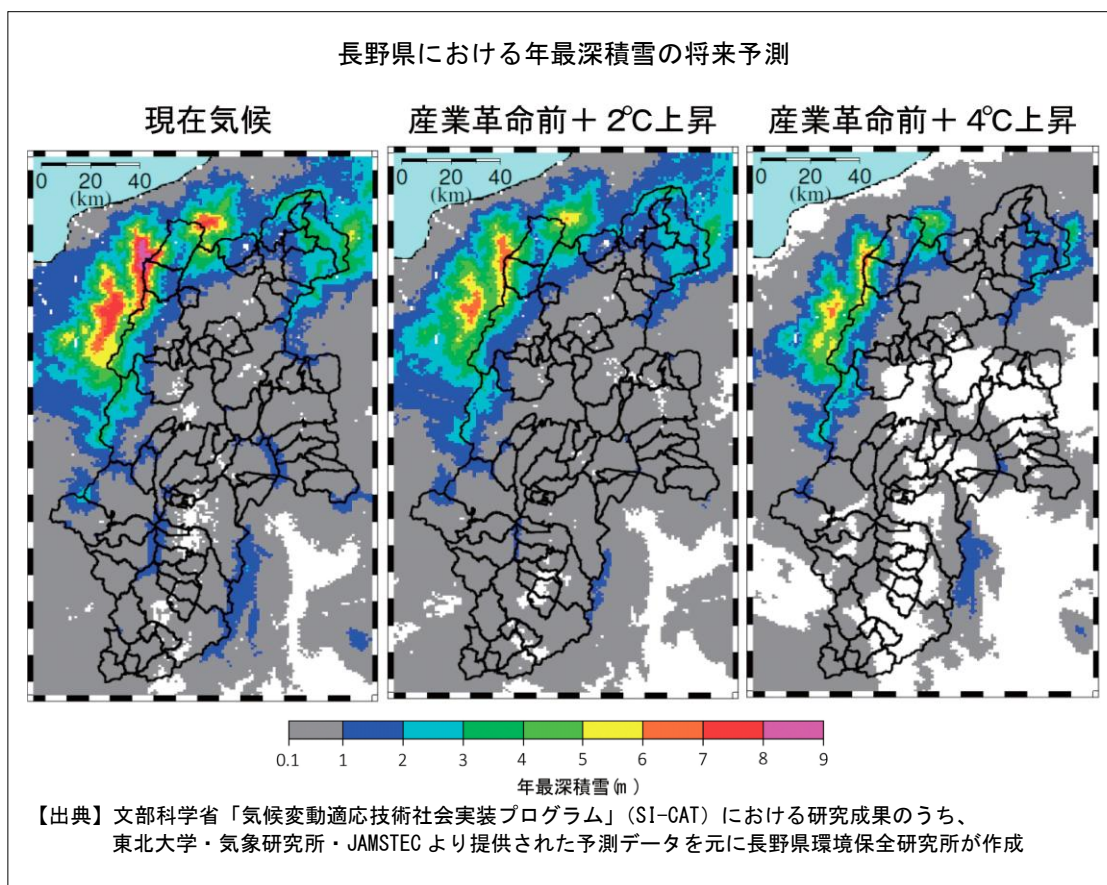 長野県における年最深積雪の将来予測
現在気候
産業革命前＋2℃上昇
産業革命前＋4℃上昇
0 20 40
(km)
0 20 40
(km)
0 20 40
(km)
0.1 1 2 3 4 5 6 7 8 9
年最深積雪(m)
【出典】文部科学省「気候変動適応技術社会実装プログラム」（SI-CAT）における研究成果のうち、
東北大学・気象研究所・JAMSTECより提供された予測データを元に長野県環境保全研究所が作成